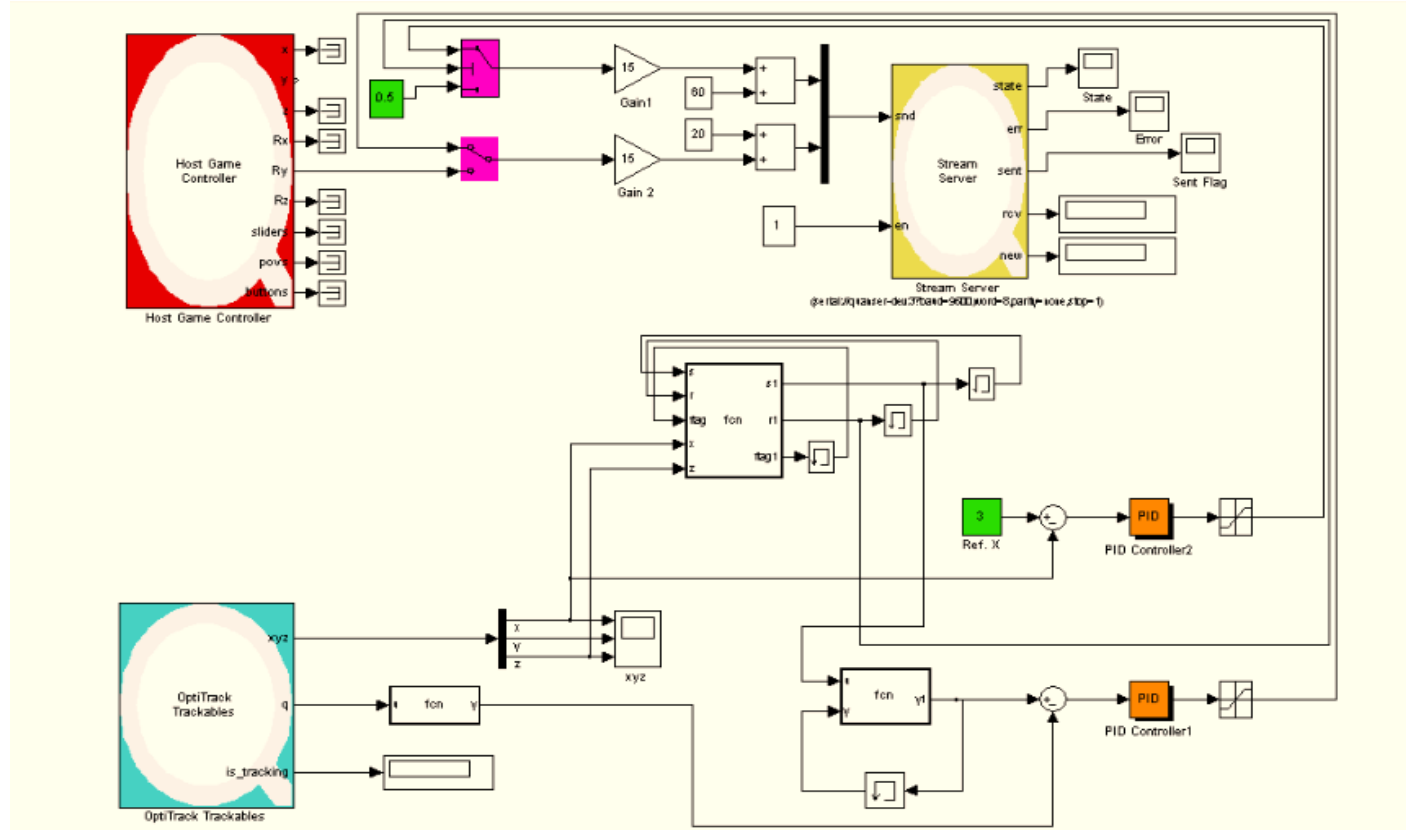 x
y
z
Rx
Ry
Rz
sliders
povs
buttons
Host Game
Controller
Host Game Controller
0.5
15
Gain1
60
20
15
Gain 2
1
snd
en
Stream
Server
state
err
sent
rcv
new
State
Error
Sent Flag
Stream Server
s
r
flag
x
z
fcn
s1
r1
flag1
3
Ref. X
+
-
PID
PID Controller2
OptiTrack
Trackables
xyz
q
is_tracking
OptiTrack Trackables
x
y
z
xyz
fcn
y
fcn
y
y1
+
-
PID
PID Controller1
+
+
+
+